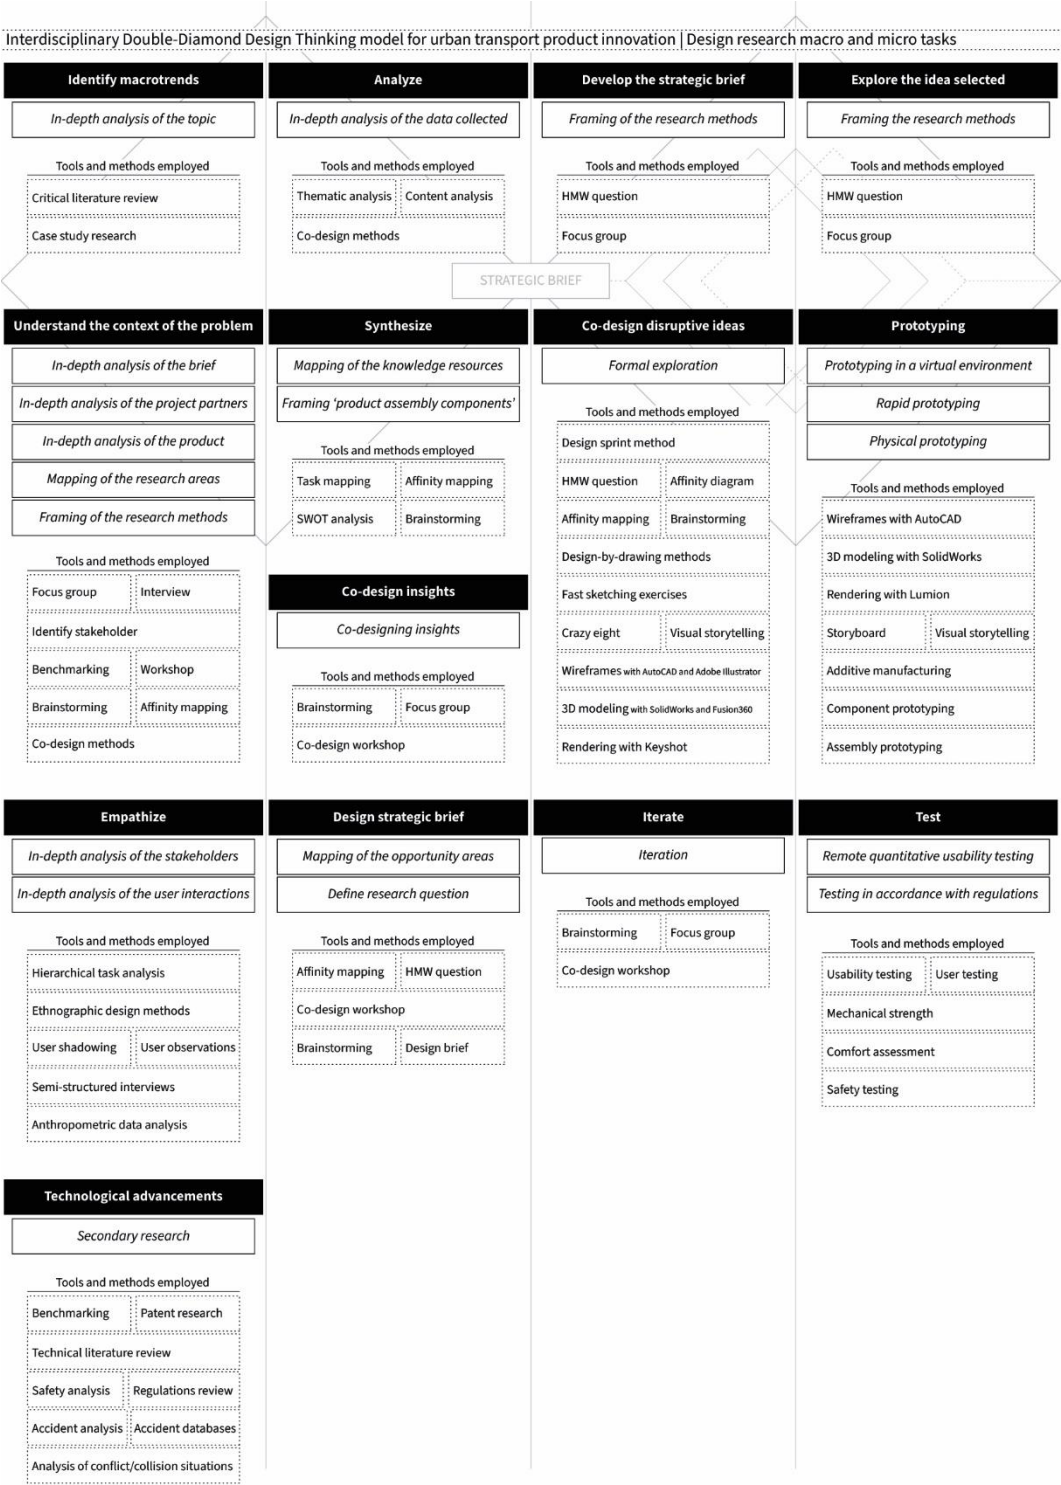 Interdisciplinary Double-Diamond Design Thinking model for urban transport product innovation | Design research macro and micro tasks
Identify macrotrends
In-depth analysis of the topic
Tools and methods employed
Critical literature review
Case study research
Understand the context of the problem
In-depth analysis of the brief
In-depth analysis of the project partners
In-depth analysis of the product
Mapping of the research areas
Framing of the research methods
Tools and methods employed
Focus group
Interview
Identify stakeholder
Benchmarking
Workshop
Brainstorming
Affinity mapping
Co-design methods
Empathize
In-depth analysis of the stakeholders
In-depth analysis of the user interactions
Tools and methods employed
Hierarchical task analysis
Ethnographic design methods
User shadowing
User observations
Semi-structured interviews
Anthropometric data analysis
Technological advancements
Secondary research
Tools and methods employed
Benchmarking
Patent research
Technical literature review
Safety analysis
Regulations review
Accident analysis
Accident databases
Analysis of conflict/collision situations
Analyze
In-depth analysis of the data collected
Tools and methods employed
Thematic analysis
Content analysis
Co-design methods
STRATEGIC BRIEF
Synthesize
Mapping of the knowledge resources
Framing ‘product assembly components’
Tools and methods employed
Task mapping
Affinity mapping
SWOT analysis
Brainstorming
Co-design insights
Co-designing insights
Tools and methods employed
Brainstorming
Focus group
Co-design workshop
Design strategic brief
Mapping of the opportunity areas
Define research question
Tools and methods employed
Affinity mapping
HMW question
Co-design workshop
Brainstorming
Design brief
Develop the strategic brief
Framing of the research methods
Tools and methods employed
HMW question
Focus group
Co-design disruptive ideas
Formal exploration
Tools and methods employed
Design sprint method
HMW question
Affinity diagram
Affinity mapping
Brainstorming
Design-by-drawing methods
Fast sketching exercises
Crazy eight
Visual storytelling
Wireframes with AutoCAD and Adobe Illustrator
3D modeling with SolidWorks and Fusion360
Rendering with Keyshot
Iterate
Iteration
Tools and methods employed
Brainstorming
Focus group
Co-design workshop
Explore the idea selected
Framing the research methods
Tools and methods employed
HMW question
Focus group
Prototyping
Prototyping in a virtual environment
Rapid prototyping
Physical prototyping
Tools and methods employed
Wireframes with AutoCAD
3D modeling with SolidWorks
Rendering with Lumion
Storyboard
Visual storytelling
Additive manufacturing
Component prototyping
Assembly prototyping
Test
Remote quantitative usability testing
Testing in accordance with regulations
Tools and methods employed
Usability testing
User testing
Mechanical strength
Comfort assessment
Safety testing